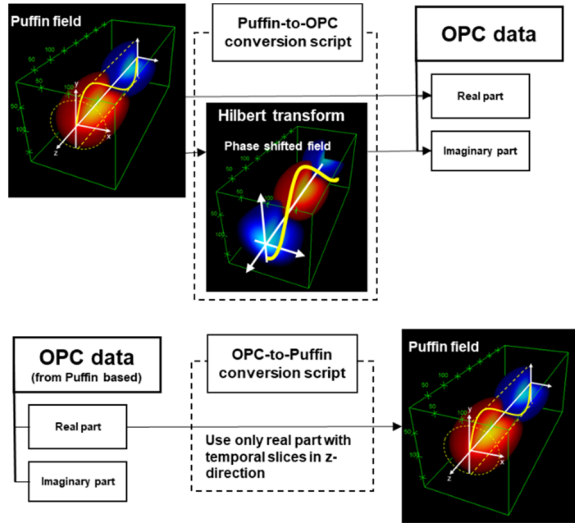 Puffin field
Puffin-to-OPC
conversion script
OPC data
Real part
Imaginary part
Hilbert transform
Phase shifted field
OPC data
(from Puffin based)
Real part
Imaginary part
OPC-to-Puffin
conversion script
Use only real part with
temporal slices in z-
direction
Puffin field
y
x
z